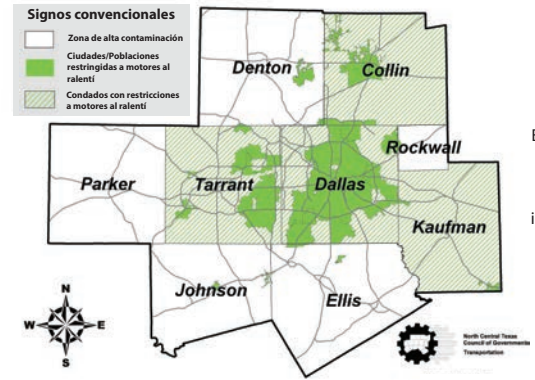 Signos convencionales
Zona de alta contaminación
Ciudades/Poblaciones
restringidas a motores al
ralentí
Condados con restricciones
a motores al ralentí
Denton
Collin
Rockwall
Parker
Tarrant
Dallas
Kaufman
Johnson
Ellis
N
W
E
S
North Central Texas
Council of Governments
Transportation